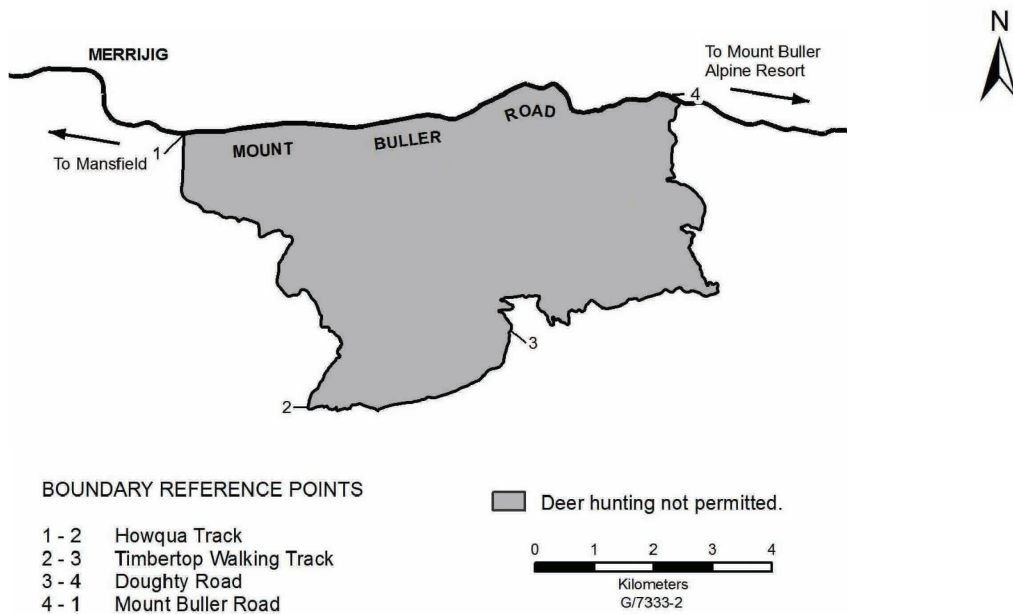 N
MERRIJIG
To Mount Buller
Alpine Resort
4
ROAD
BULLER
MOUNT
1
To Mansfield
3
2
BOUNDARY REFERENCE POINTS
1 - 2 Howqua Track
2 - 3 Timbertop Walking Track
3 - 4 Doughty Road
4 - 1 Mount Buller Road
Deer hunting not permitted.
0 1 2 3 4
Kilometers
G/7333-2